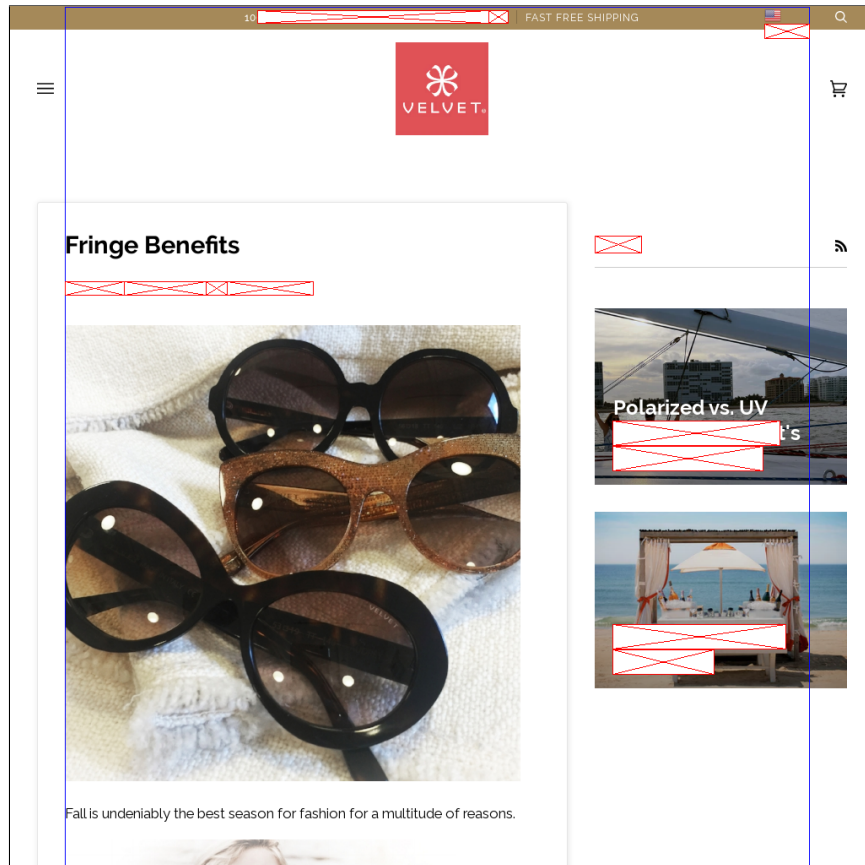 10
FAST FREE SHIPPING
VELVET
Fringe Benefits
Polarized vs. UV
t's
VELVET
Fall is undeniably the best season for fashion for a multitude of reasons.